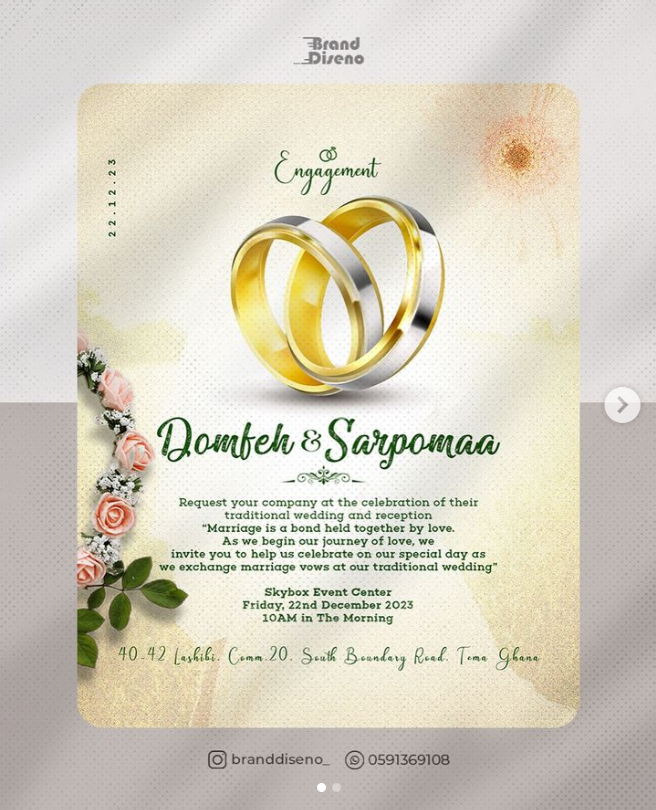 Brand
Diseno
Engagement
22.12.23
Domfeh & Sarpomaa
Request your company at the celebration of their
traditional wedding and reception
"Marriage is a bond held together by love.
As we begin our journey of love, we
invite you to help us celebrate on our special day as
we exchange marriage vows at our traditional wedding"
Skybox Event Center
Friday, 22nd December 2023
10AM in The Morning
40-42 Lashibi, Comm.20, South Boundary Road, Tema Ghana
branddiseno_ 0591369108